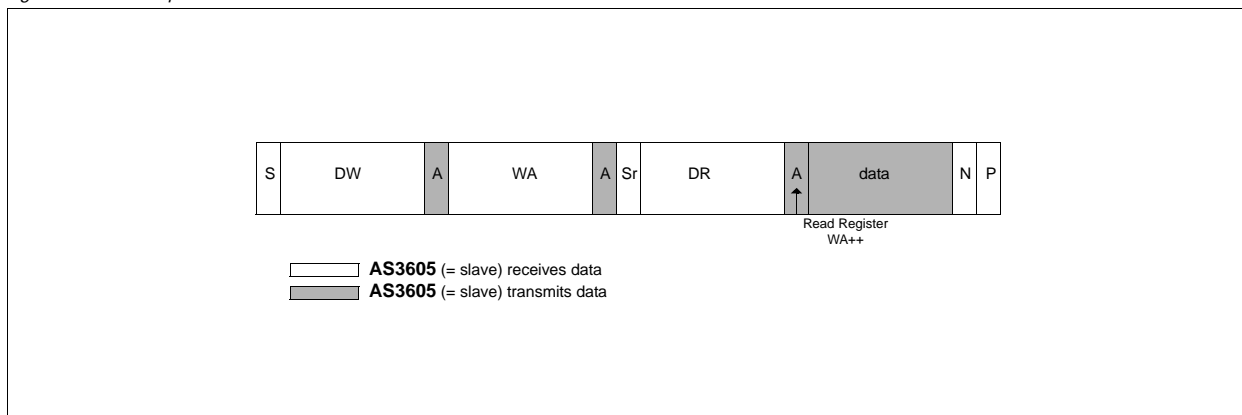 S DW A WA A Sr DR A data N P
Read Register
WA++
AS3605 (= slave) receives data
AS3605 (= slave) transmits data